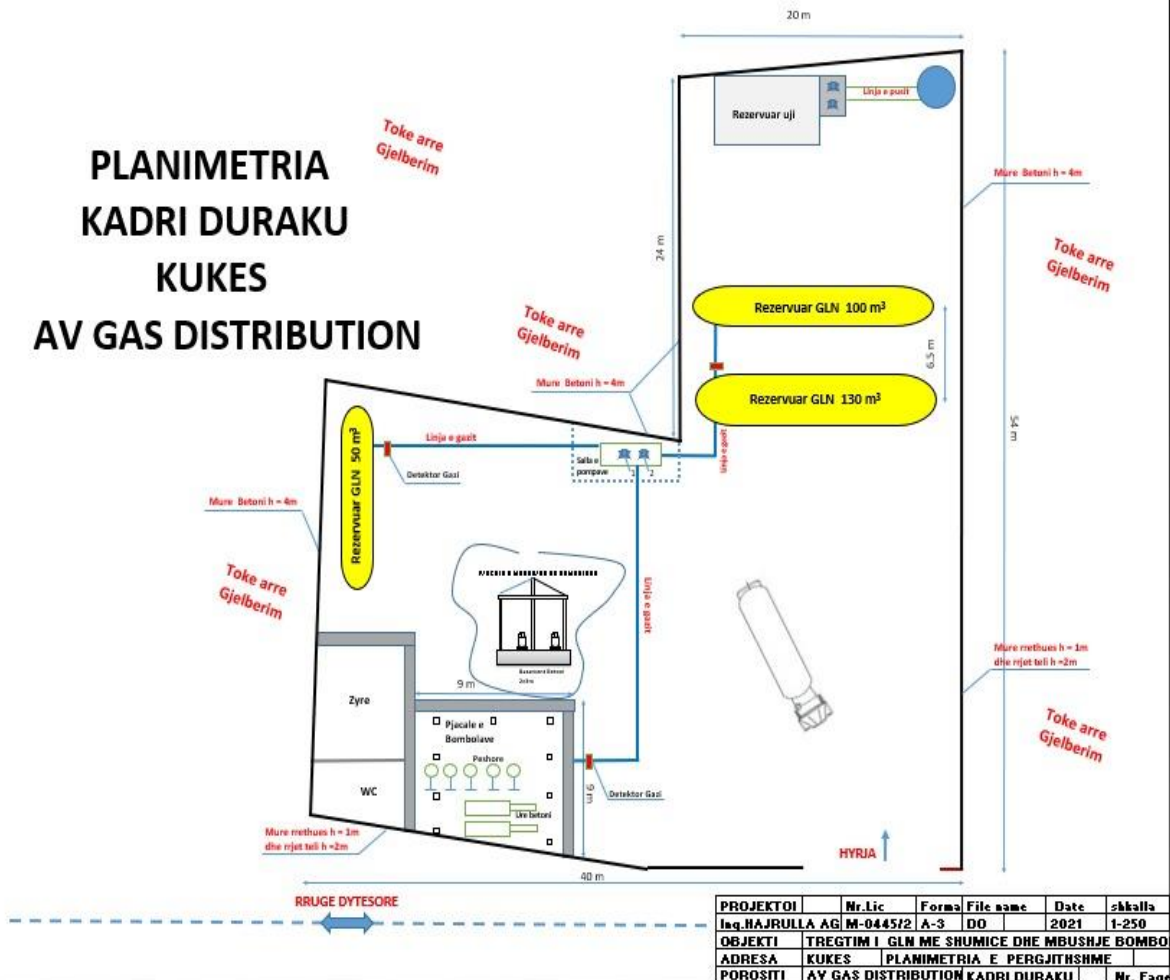 20 m
PLANIMETRIA
KADRI DURAKU
KUKES
AV GAS DISTRIBUTION
Toke arre
Gjelberim
Rezervuar uji
Linja e pusit
Mure Betoni h = 4m
Toke arre
Gjelberim
24 m
Toke arre
Gjelberim
Mure Betoni h = 4m
Rezervuar GLN 100 m³
6.5 m
Rezervuar GLN 130 m³
54 m
Rezervuar GLN 50 m³
Linja e gazit
Detektor Gazi
Salla e
pompave
1 2
Linja e gazit
Mure Betoni h = 4m
Toke arre
Gjelberim
Linja e gazit
Mure rrethues h = 1m
dhe rrjet teli h =2m
Toke arre
Gjelberim
9 m
Zyre
Pjacale e
Bombolave
Peshore
WC
Ure betoni
9 m
Detektor Gazi
Mure rrethues h = 1m
dhe rrjet teli h =2m
HYRJA
40 m
RRUGE DYTESORE
PROJEKTOI Nr.Lic Forma File name Date shkalla
Inq.HAJRULLA AG M-0445/2 A-3 DO 2021 1-250
OBJEKTI TREGTIM I GLN ME SHUMICE DHE MBUSHJE BOMBO
ADRESA KUKES PLANIMETRIA E PERGJITHSHME
POROSITI AV GAS DISTRIBUTION KADRI DURAKU Nr. Faqe